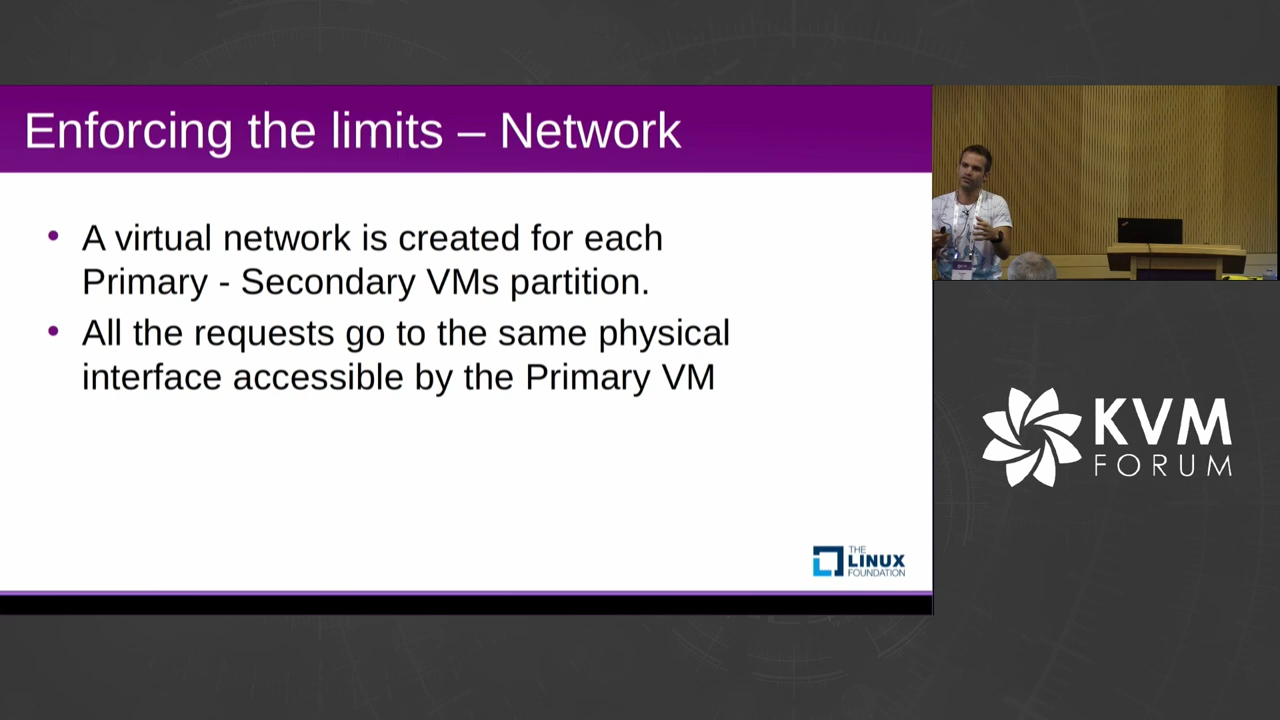 Enforcing the limits – Network
• A virtual network is created for each
Primary - Secondary VMs partition.
• All the requests go to the same physical
interface accessible by the Primary VM
THE
LINUX
FOUNDATION
KVM
FORUM